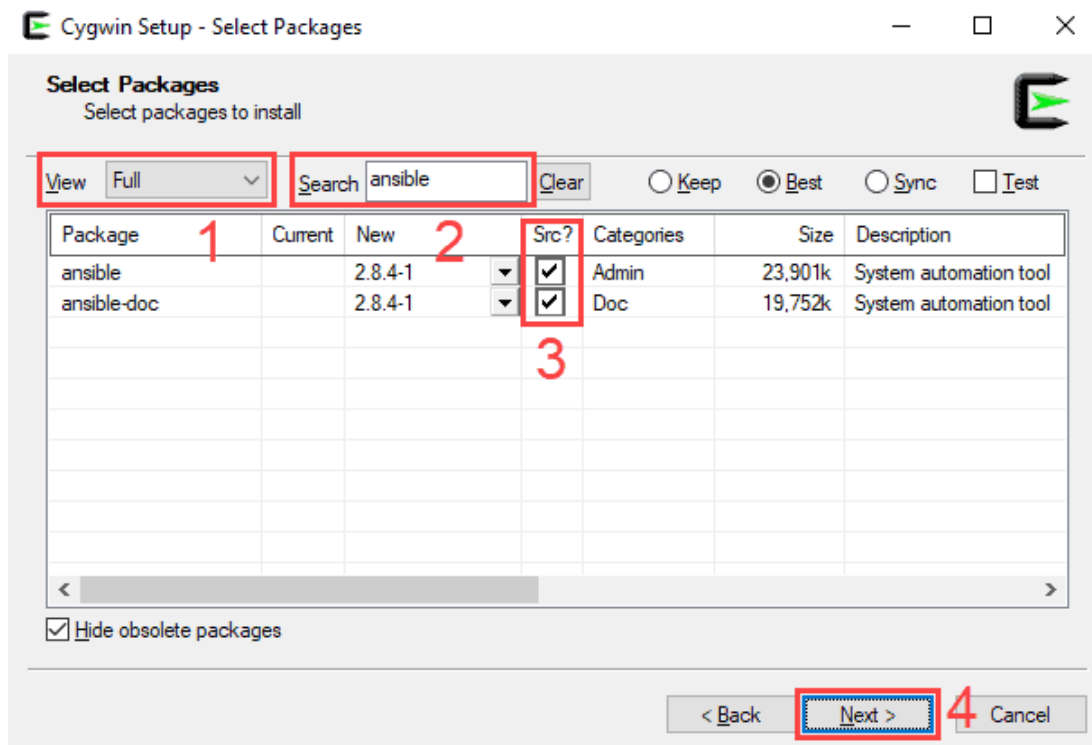 Cygwin Setup - Select Packages
Select Packages
Select packages to install
View Full Search ansible Clear Keep Best Sync Test
1 2
Package Current New Src? Categories Size Description
ansible 2.8.4-1 Admin 23,901k System automation tool
ansible-doc 2.8.4-1 Doc 19,752k System automation tool
3
Hide obsolete packages
< Back Next > 4 Cancel